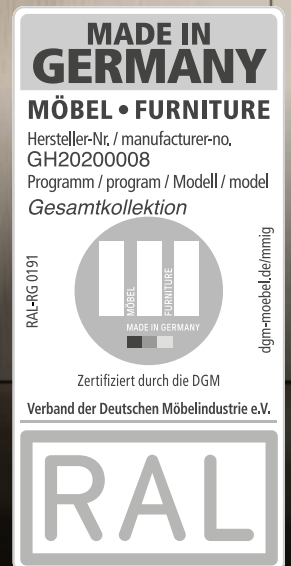 MADE IN
GERMANY
MÖBEL • FURNITURE
Hersteller-Nr. / manufacturer-no.
GH20200008
Programm / program / Modell / model
Gesamtkollektion
RAL-RG 0191
MÖBEL
FURNITURE
MADE IN GERMANY
dgm-moebel.de/mmig
Zertifiziert durch die DGM
Verband der Deutschen Möbelindustrie e.V.
RAL